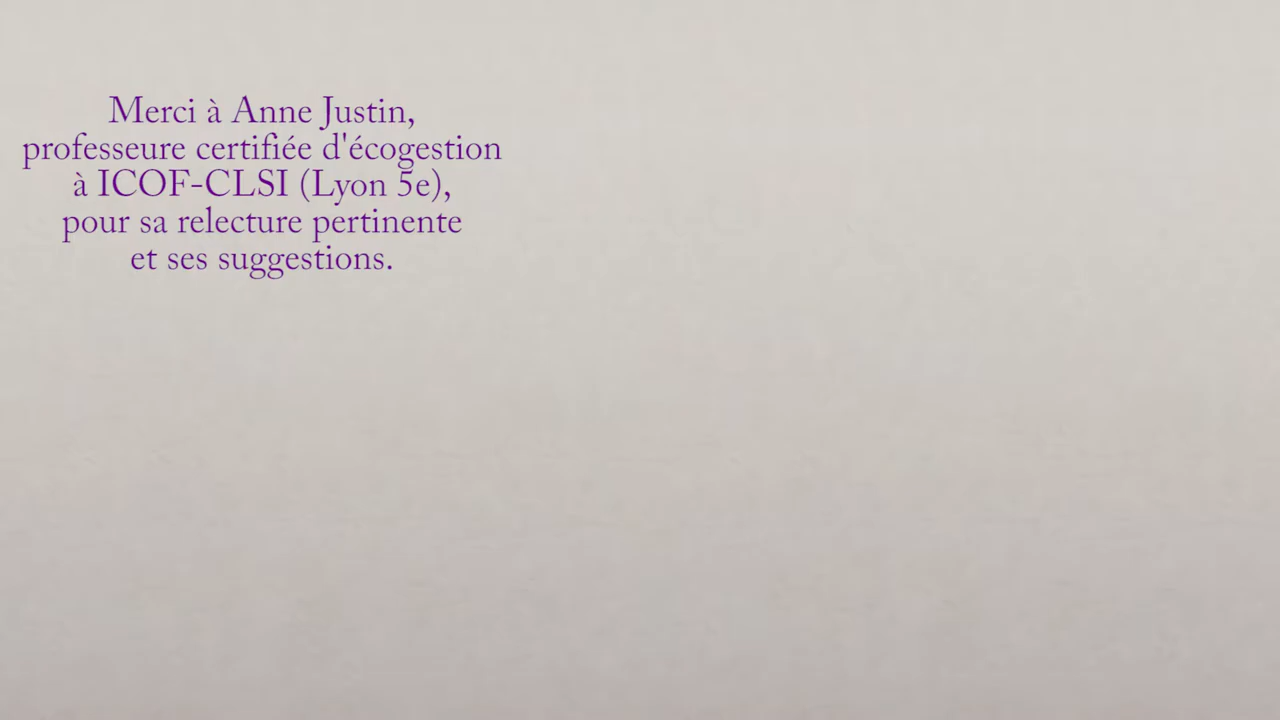 Merci à Anne Justin,
professeure certifiée d'écogestion
à ICOF-CLSI (Lyon 5e),
pour sa relecture pertinente
et ses suggestions.